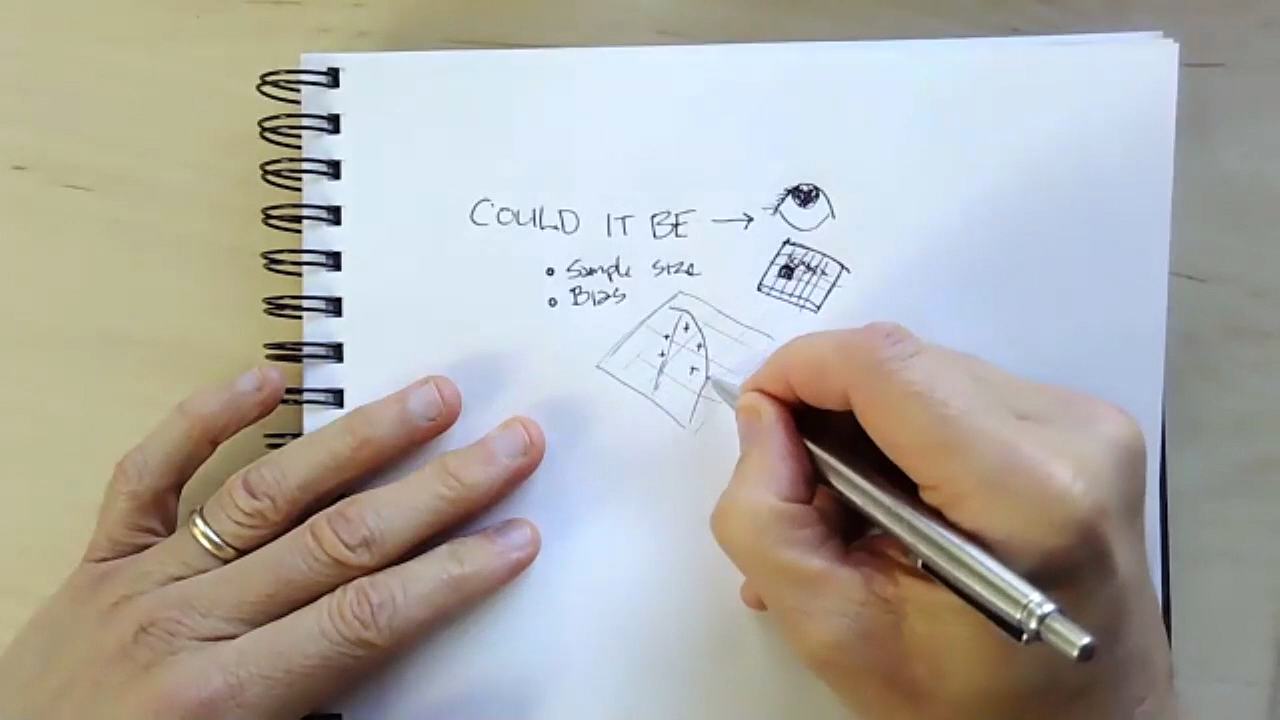 COULD IT BE →
• Sample size
• Bias